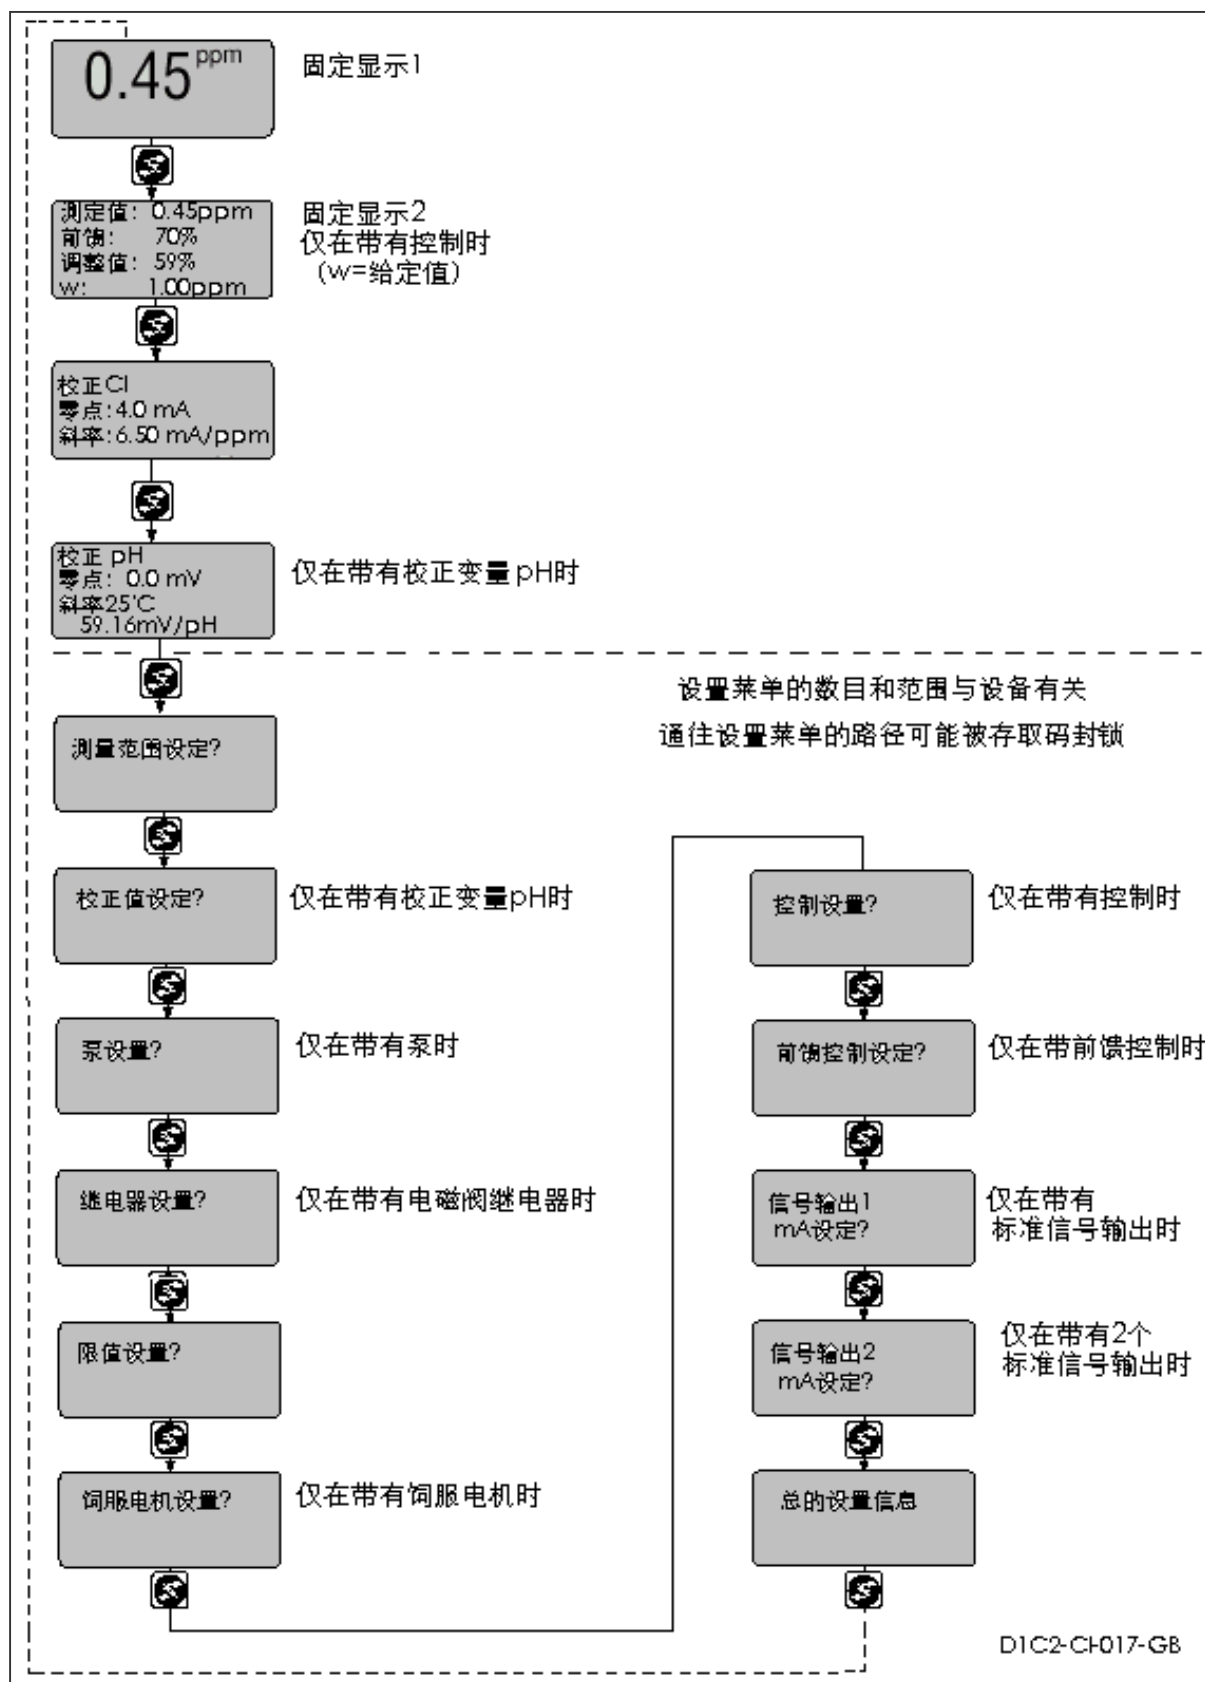 0.45 ppm
固定显示1
测定值: 0.45ppm
前馈: 70%
调整值: 59%
w: 1.00ppm
固定显示2
仅在带有控制时
(w=给定值)
校正Cl
零点:4.0 mA
斜率:6.50 mA/ppm
校正 pH
零点: 0.0 mV
斜率25°C
59.16mV/pH
仅在带有校正变量pH时
设置菜单的数目和范围与设备有关
通往设置菜单的路径可能被存取码封锁
测量范围设定?
校正值设定?
仅在带有校正变量pH时
泵设置?
仅在带有泵时
继电器设置?
仅在带有电磁阀继电器时
限值设置?
伺服电机设置?
仅在带有伺服电机时
控制设置?
仅在带有控制时
前馈控制设定?
仅在带前馈控制时
信号输出1
mA设定?
仅在带有
标准信号输出时
信号输出2
mA设定?
仅在带有2个
标准信号输出时
总的设置信息
D1C2-Cl-017-GB